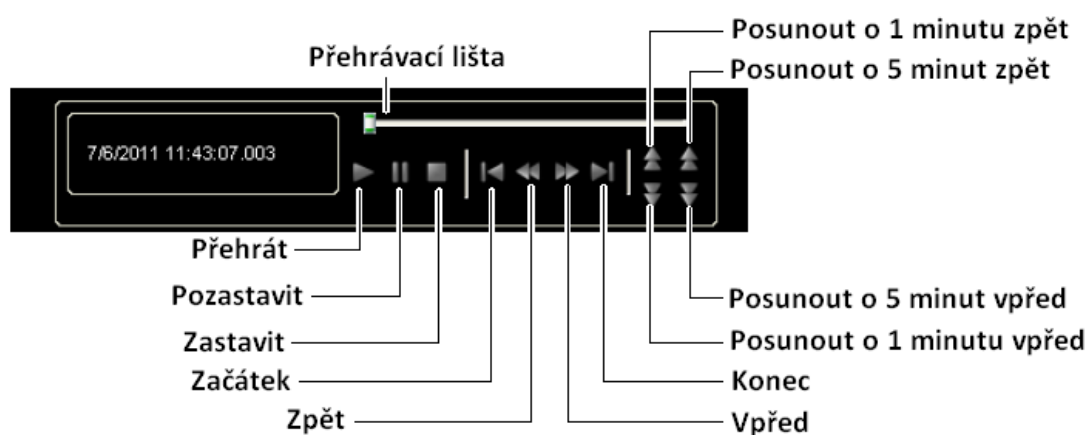 Posunout o 1 minutu zpět
Přehrávací lišta
Posunout o 5 minut zpět
7/6/2011 11:43:07.003
Přehrát
Pozastavit
Posunout o 5 minut vpřed
Zastavit
Posunout o 1 minutu vpřed
Začátek
Konec
Zpět
Vpřed